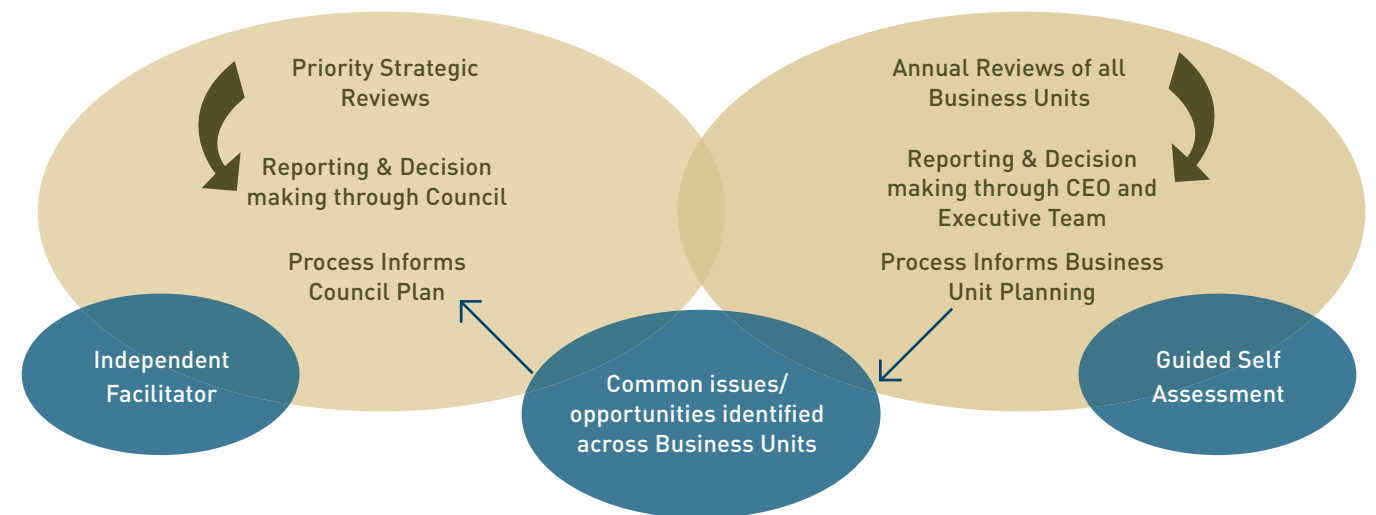 Priority Strategic
Reviews
Reporting & Decision
making through Council
Process Informs
Council Plan
Independent
Facilitator
Common issues/
opportunities identified
across Business Units
Annual Reviews of all
Business Units
Reporting & Decision
making through CEO and
Executive Team
Process Informs Business
Unit Planning
Guided Self
Assessment